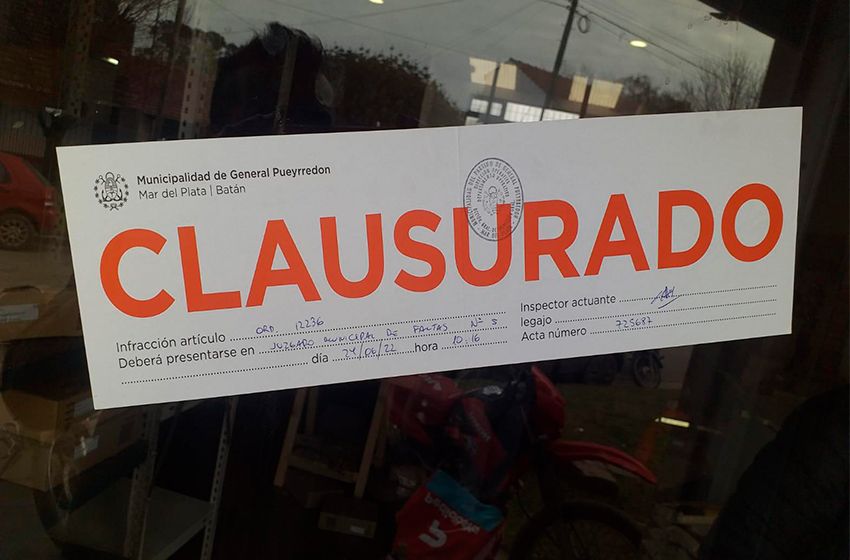 Municipalidad de General Pueyrredon
Mar del Plata | Batán
CLAUSURADO
Infracción artículo ORD. 12236
Deberá presentarse en JUZGADO MUNICIPAL DE FALTAS Nº 5
día 24/06/22 hora 10:16
Inspector actuante
legajo
Acta número 725687